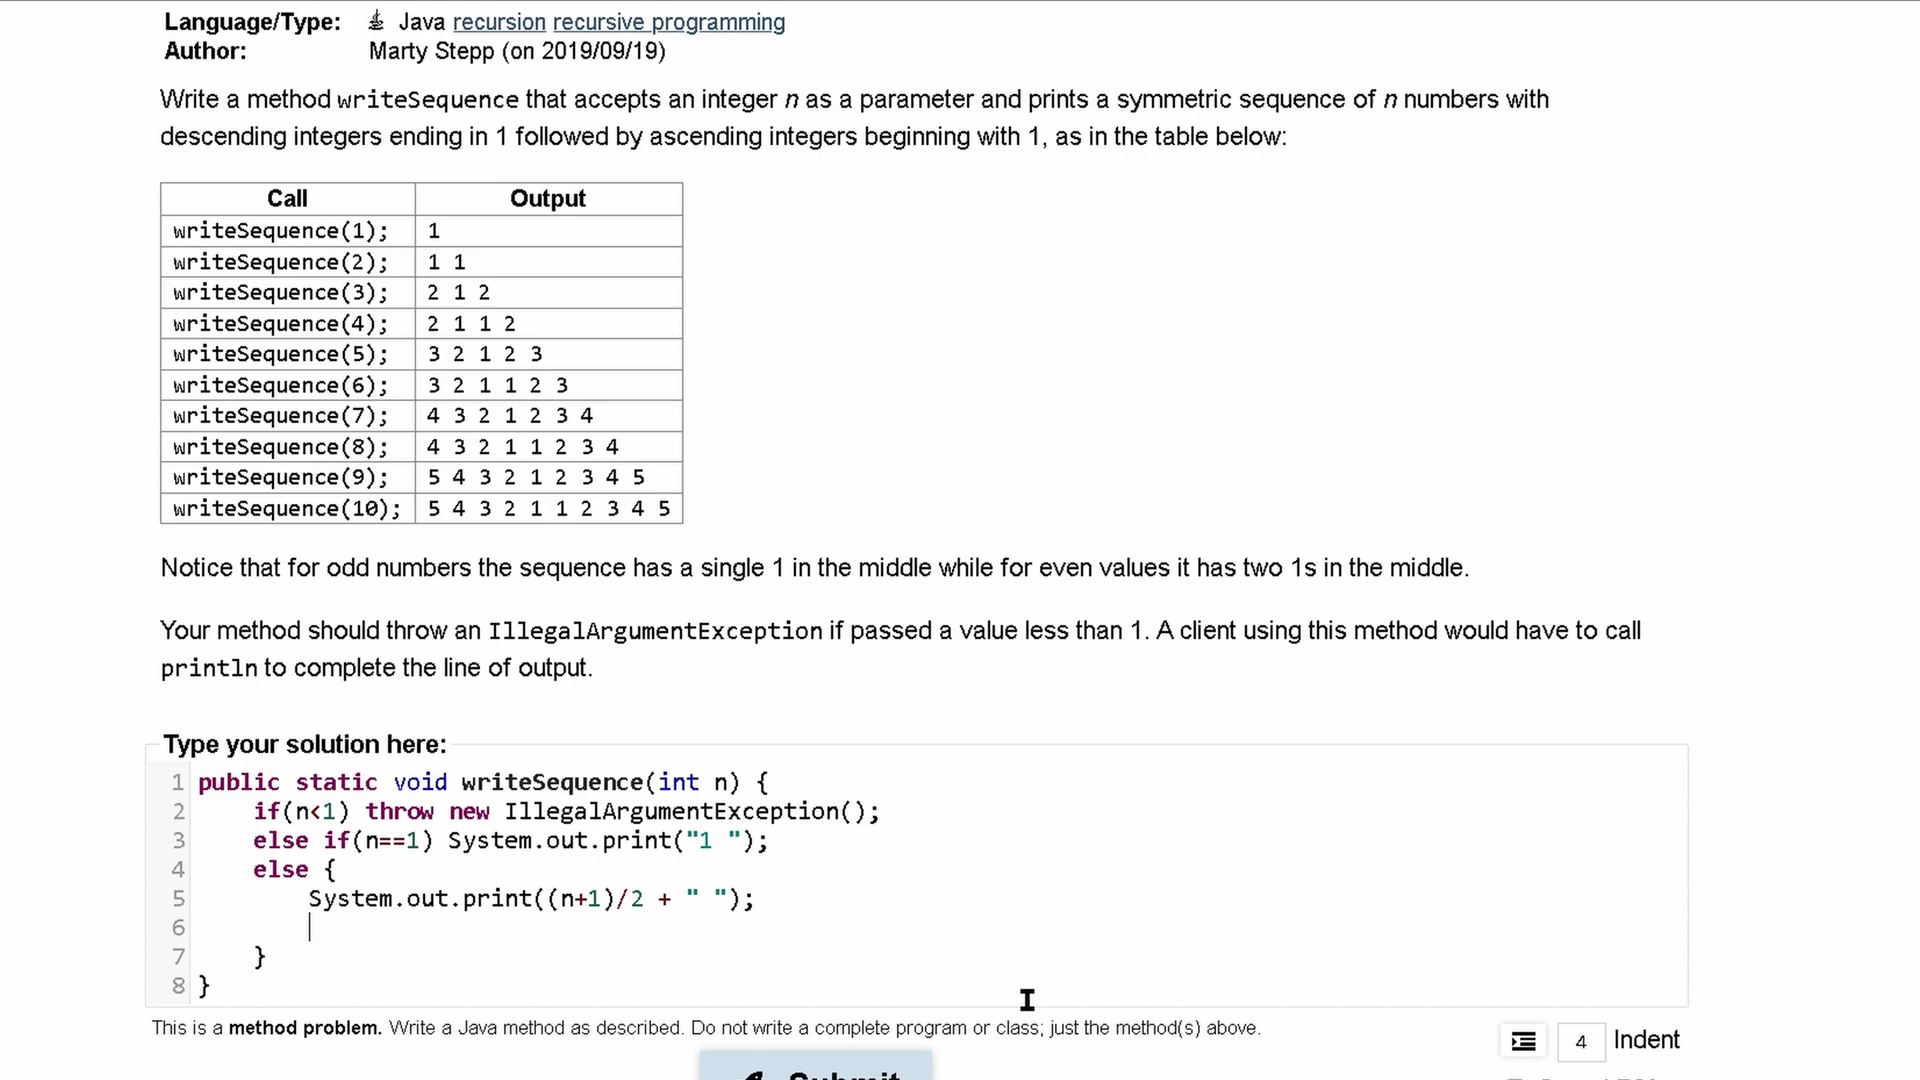 Language/Type: Java recursion recursive programming
Author: Marty Stepp (on 2019/09/19)
Write a method writeSequence that accepts an integer n as a parameter and prints a symmetric sequence of n numbers with
descending integers ending in 1 followed by ascending integers beginning with 1, as in the table below:
Call Output
writeSequence(1); 1
writeSequence(2); 1 1
writeSequence(3); 2 1 2
writeSequence(4); 2 1 1 2
writeSequence(5); 3 2 1 2 3
writeSequence(6); 3 2 1 1 2 3
writeSequence(7); 4 3 2 1 2 3 4
writeSequence(8); 4 3 2 1 1 2 3 4
writeSequence(9); 5 4 3 2 1 2 3 4 5
writeSequence(10); 5 4 3 2 1 1 2 3 4 5
Notice that for odd numbers the sequence has a single 1 in the middle while for even values it has two 1s in the middle.
Your method should throw an IllegalArgumentException if passed a value less than 1. A client using this method would have to call
println to complete the line of output.
Type your solution here:
1 public static void writeSequence(int n) {
2 if(n<1) throw new IllegalArgumentException();
3 else if(n==1) System.out.print("1 ");
4 else {
5 System.out.print((n+1)/2 + " ");
6
7 }
8 }
This is a method problem. Write a Java method as described. Do not write a complete program or class; just the method(s) above.
4 Indent
Submit